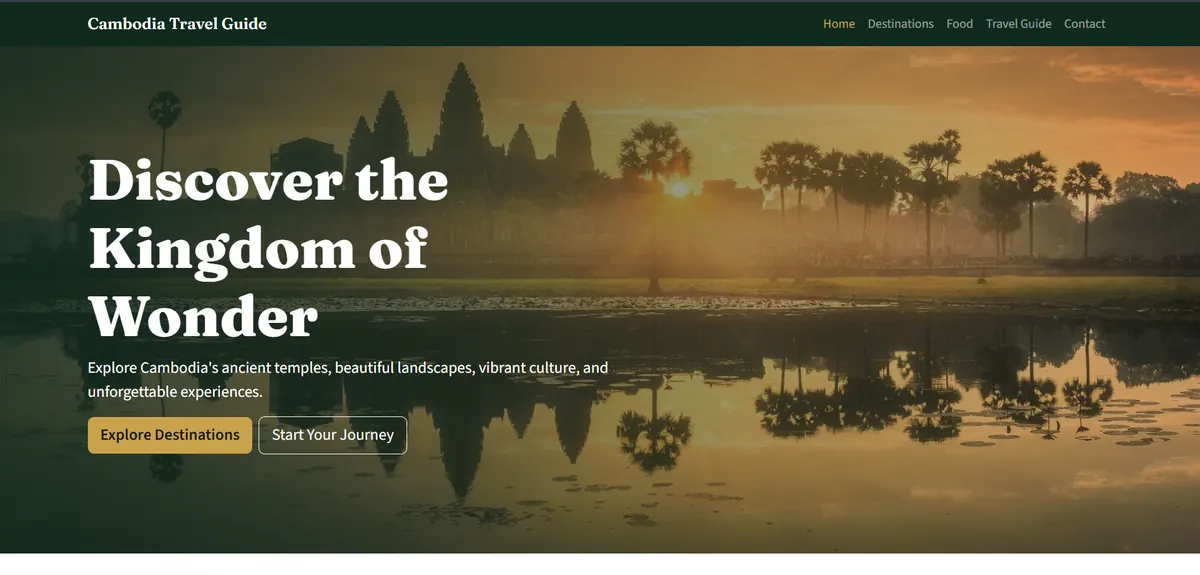 Cambodia Travel Guide
Home Destinations Food Travel Guide Contact
Discover the
Kingdom of
Wonder
Explore Cambodia's ancient temples, beautiful landscapes, vibrant culture, and
unforgettable experiences.
Explore Destinations Start Your Journey